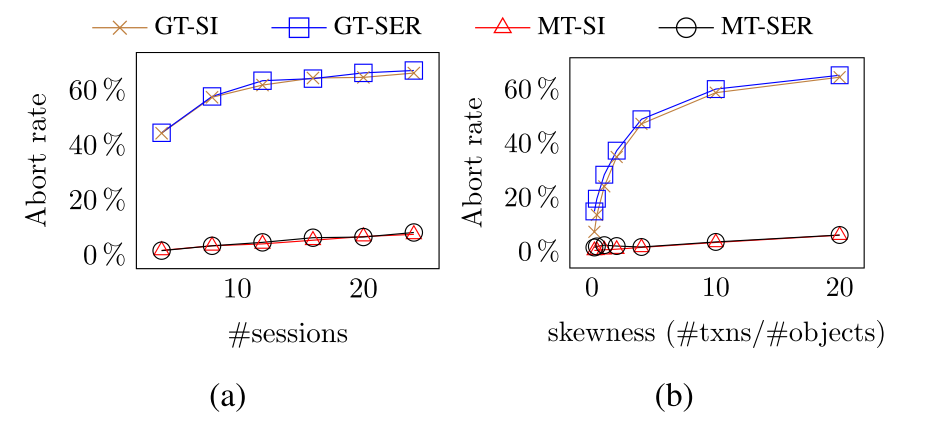 GT-SI GT-SER MT-SI MT-SER
Abort rate
60 %
40 %
20 %
0 %
10 20
#sessions
(a)
Abort rate
60 %
40 %
20 %
0 %
0 10 20
skewness (#txns/#objects)
(b)